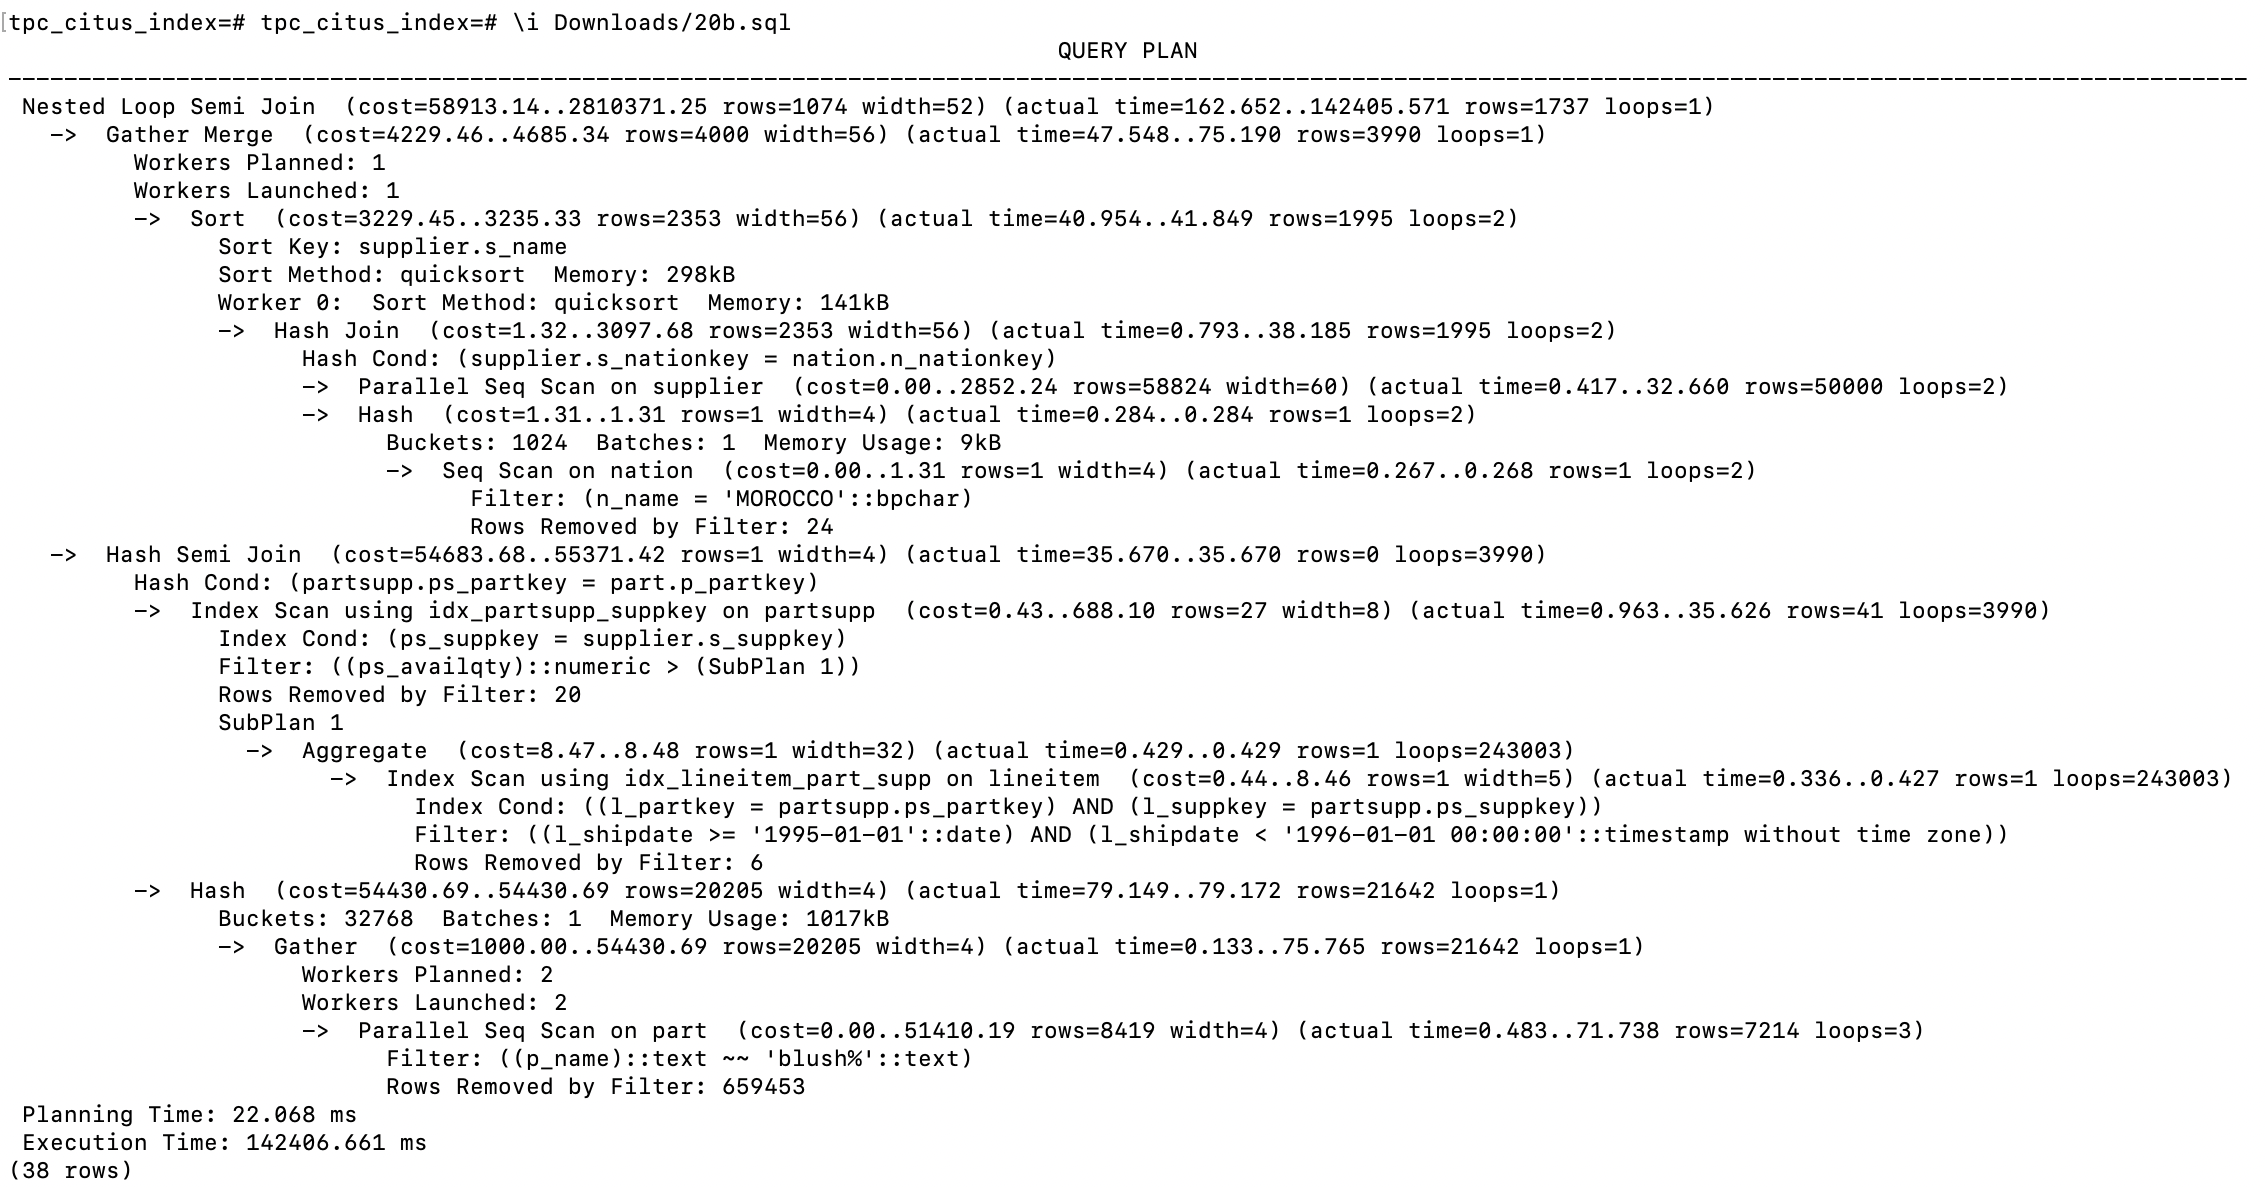 [tpc_citus_index=# tpc_citus_index=# \i Downloads/20b.sql
QUERY PLAN
----------------------------------------------------------------------------------------------------------------------------------------------------------------
Nested Loop Semi Join  (cost=58913.14..2810371.25 rows=1074 width=52) (actual time=162.652..142405.571 rows=1737 loops=1)
  ->  Gather Merge  (cost=4229.46..4685.34 rows=4000 width=56) (actual time=47.548..75.190 rows=3990 loops=1)
        Workers Planned: 1
        Workers Launched: 1
        ->  Sort  (cost=3229.45..3235.33 rows=2353 width=56) (actual time=40.954..41.849 rows=1995 loops=2)
              Sort Key: supplier.s_name
              Sort Method: quicksort  Memory: 298kB
              Worker 0:  Sort Method: quicksort  Memory: 141kB
              ->  Hash Join  (cost=1.32..3097.68 rows=2353 width=56) (actual time=0.793..38.185 rows=1995 loops=2)
                    Hash Cond: (supplier.s_nationkey = nation.n_nationkey)
                    ->  Parallel Seq Scan on supplier  (cost=0.00..2852.24 rows=58824 width=60) (actual time=0.417..32.660 rows=50000 loops=2)
                    ->  Hash  (cost=1.31..1.31 rows=1 width=4) (actual time=0.284..0.284 rows=1 loops=2)
                          Buckets: 1024  Batches: 1  Memory Usage: 9kB
                          ->  Seq Scan on nation  (cost=0.00..1.31 rows=1 width=4) (actual time=0.267..0.268 rows=1 loops=2)
                                Filter: (n_name = 'MOROCCO'::bpchar)
                                Rows Removed by Filter: 24
  ->  Hash Semi Join  (cost=54683.68..55371.42 rows=1 width=4) (actual time=35.670..35.670 rows=0 loops=3990)
        Hash Cond: (partsupp.ps_partkey = part.p_partkey)
        ->  Index Scan using idx_partsupp_suppkey on partsupp  (cost=0.43..688.10 rows=27 width=8) (actual time=0.963..35.626 rows=41 loops=3990)
              Index Cond: (ps_suppkey = supplier.s_suppkey)
              Filter: ((ps_availqty)::numeric > (SubPlan 1))
              Rows Removed by Filter: 20
              SubPlan 1
                ->  Aggregate  (cost=8.47..8.48 rows=1 width=32) (actual time=0.429..0.429 rows=1 loops=243003)
                      ->  Index Scan using idx_lineitem_part_supp on lineitem  (cost=0.44..8.46 rows=1 width=5) (actual time=0.336..0.427 rows=1 loops=243003)
                            Index Cond: ((l_partkey = partsupp.ps_partkey) AND (l_suppkey = partsupp.ps_suppkey))
                            Filter: ((l_shipdate >= '1995-01-01'::date) AND (l_shipdate < '1996-01-01 00:00:00'::timestamp without time zone))
                            Rows Removed by Filter: 6
        ->  Hash  (cost=54430.69..54430.69 rows=20205 width=4) (actual time=79.149..79.172 rows=21642 loops=1)
              Buckets: 32768  Batches: 1  Memory Usage: 1017kB
              ->  Gather  (cost=1000.00..54430.69 rows=20205 width=4) (actual time=0.133..75.765 rows=21642 loops=1)
                    Workers Planned: 2
                    Workers Launched: 2
                    ->  Parallel Seq Scan on part  (cost=0.00..51410.19 rows=8419 width=4) (actual time=0.483..71.738 rows=7214 loops=3)
                          Filter: ((p_name)::text ~~ 'blush%'::text)
                          Rows Removed by Filter: 659453
Planning Time: 22.068 ms
Execution Time: 142406.661 ms
(38 rows)